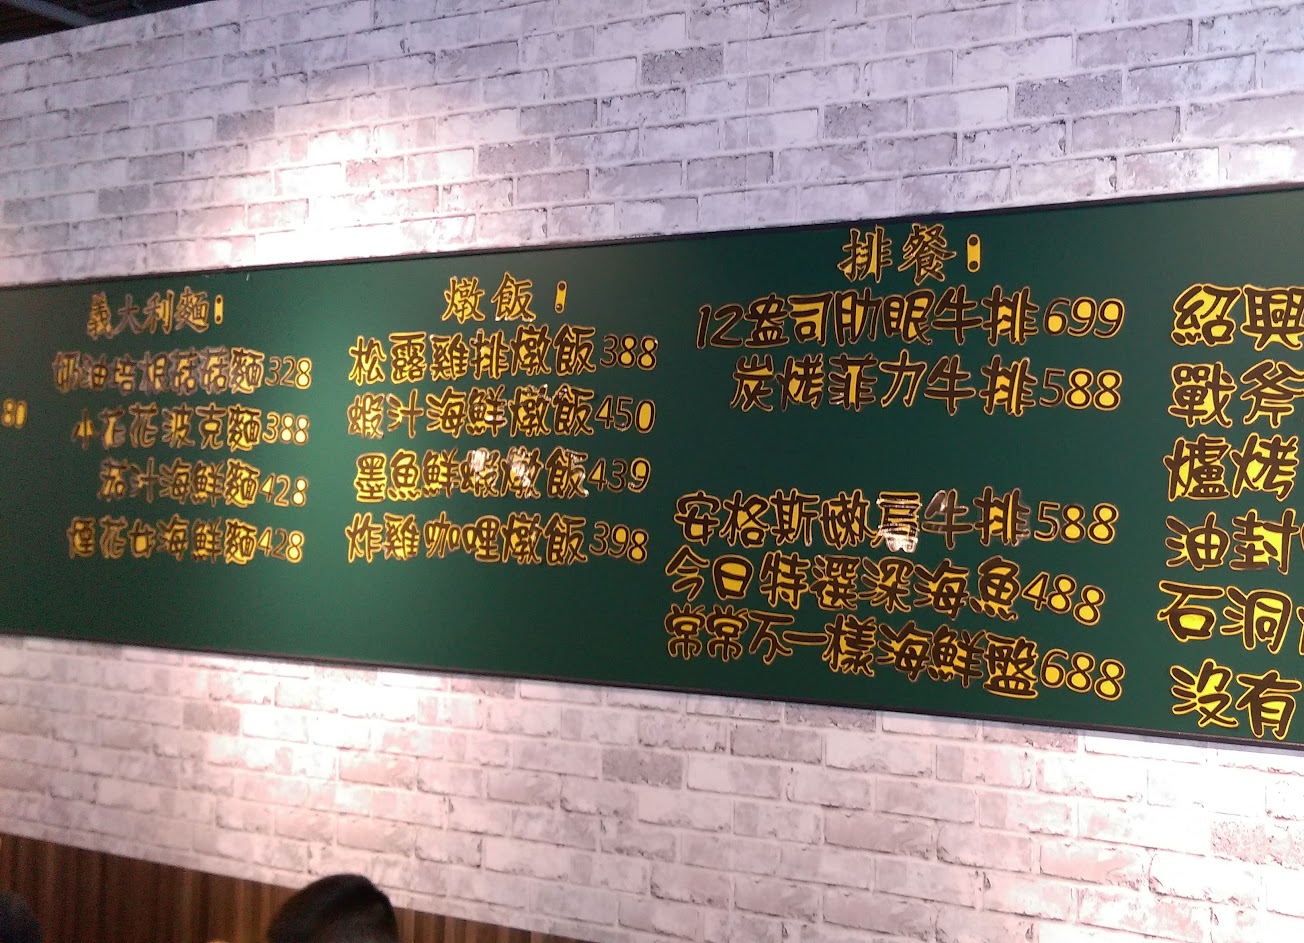 80
義大利麵：
奶油培根菇菇麵328
小花花波克麵388
茄汁海鮮麵428
煙花女海鮮麵428
燉飯：
松露雞排燉飯388
蝦汁海鮮燉飯450
墨魚鮮蝦燉飯439
炸雞咖哩燉飯398
排餐：
12盎司肋眼牛排699
炭烤菲力牛排588
安格斯嫩肩牛排588
今日特選深海魚488
常常不一樣海鮮盤688
紹興
戰斧
爐烤
油封
石洞
沒有